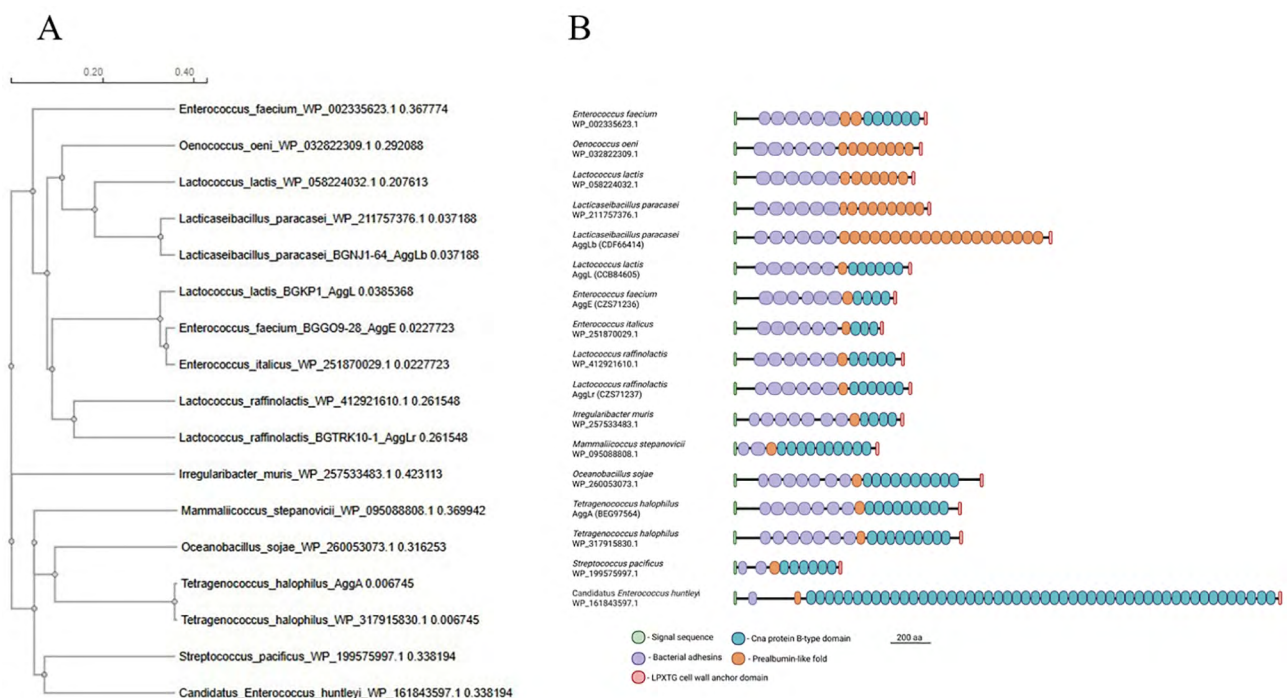 A
0.20 0.40
Enterococcus_faecium_WP_002335623.1 0.367774
Oenococcus_oeni_WP_032822309.1 0.292088
Lactococcus_lactis_WP_058224032.1 0.207613
Lacticaseibacillus_paracasei_WP_211757376.1 0.037188
Lacticaseibacillus_paracasei_BGNJ1-64_AggLb 0.037188
Lactococcus_lactis_BGKP1_AggL 0.0385368
Enterococcus_faecium_BGGO9-28_AggE 0.0227723
Enterococcus_italicus_WP_251870029.1 0.0227723
Lactococcus_raffinolactis_WP_412921610.1 0.261548
Lactococcus_raffinolactis_BGTRK10-1_AggLr 0.261548
Irregularibacter_muris_WP_257533483.1 0.423113
Mammaliicoccus_stepanovicii_WP_095088808.1 0.369942
Oceanobacillus_sojae_WP_260053073.1 0.316253
Tetragenococcus_halophilus_AggA 0.006745
Tetragenococcus_halophilus_WP_317915830.1 0.006745
Streptococcus_pacificus_WP_199575997.1 0.338194
Candidatus_Enterococcus_huntleyi_WP_161843597.1 0.338194
B
Enterococcus faecium
WP_002335623.1
Oenococcus oeni
WP_032822309.1
Lactococcus lactis
WP_058224032.1
Lacticaseibacillus paracasei
WP_211757376.1
Lacticaseibacillus paracasei
AggLb (CDF66414)
Lactococcus lactis
AggL (CCB84605)
Enterococcus faecium
AggE (CZS71236)
Enterococcus italicus
WP_251870029.1
Lactococcus raffinolactis
WP_412921610.1
Lactococcus raffinolactis
AggLr (CZS71237)
Irregularibacter muris
WP_257533483.1
Mammaliicoccus stepanovicii
WP_095088808.1
Oceanobacillus sojae
WP_260053073.1
Tetragenococcus halophilus
AggA (BEG97564)
Tetragenococcus halophilus
WP_317915830.1
Streptococcus pacificus
WP_199575997.1
Candidatus Enterococcus huntleyi
WP_161843597.1
- Signal sequence
- Cna protein B-type domain
200 aa
- Bacterial adhesins
- Prealbumin-like fold
- LPXTG cell wall anchor domain